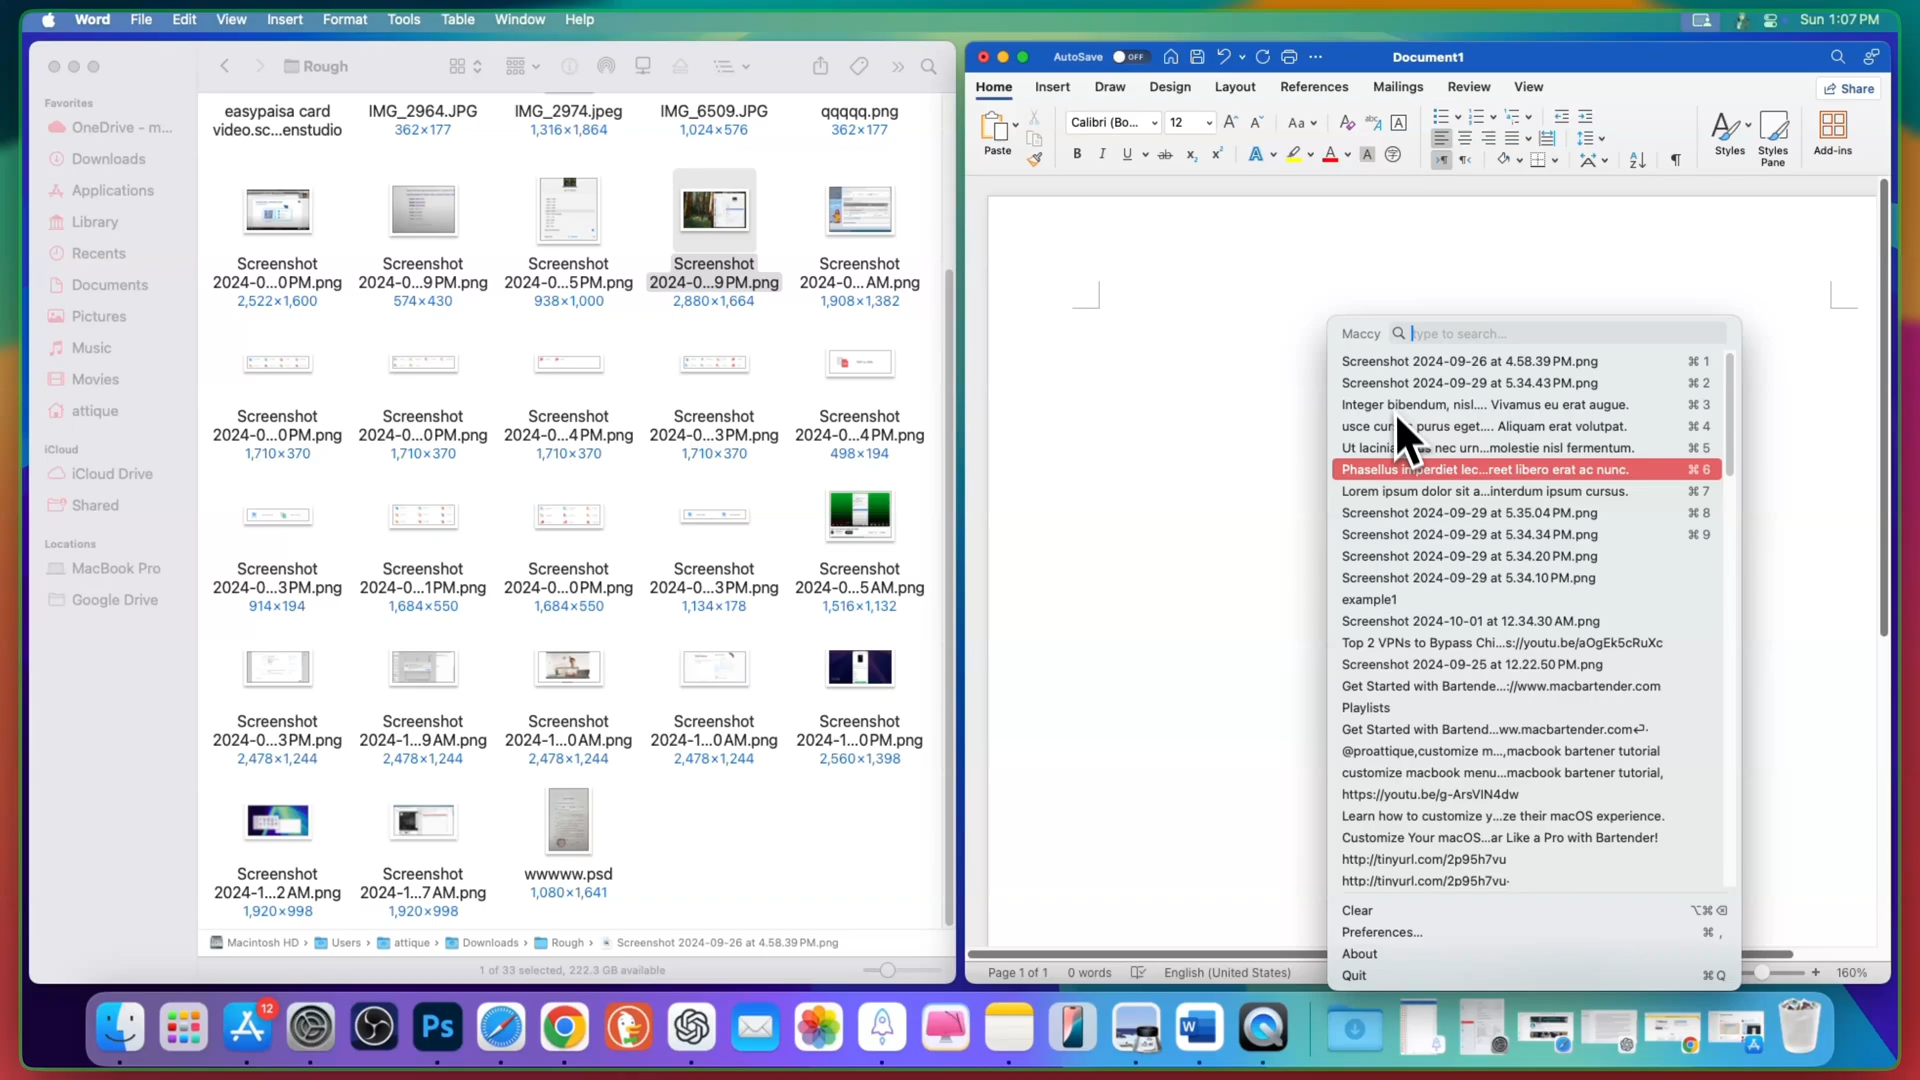 Word File Edit View Insert Format Tools Table Window Help Sun 1:07 PM
Rough
Favorites
OneDrive - m...
Downloads
Applications
Library
Recents
Documents
Pictures
Music
Movies
attique
iCloud
iCloud Drive
Shared
Locations
MacBook Pro
Google Drive
easypaisa card IMG_2964.JPG IMG_2974.jpeg IMG_6509.JPG qqqqq.png
video.sc...enstudio 362×177 1,316×1,864 1,024×576 362×177
Screenshot Screenshot Screenshot Screenshot Screenshot
2024-0...0PM.png 2024-0...9PM.png 2024-0...5PM.png 2024-0...9PM.png 2024-0... AM.png
2,522×1,600 574×430 938×1,000 2,880×1,664 1,908×1,382
Screenshot Screenshot Screenshot Screenshot Screenshot
2024-0...0PM.png 2024-0...0PM.png 2024-0...4PM.png 2024-0...3PM.png 2024-0...4PM.png
1,710×370 1,710×370 1,710×370 1,710×370 498×194
Screenshot Screenshot Screenshot Screenshot Screenshot
2024-0...3PM.png 2024-0...1PM.png 2024-0...0PM.png 2024-0...3PM.png 2024-0...5AM.png
914×194 1,684×550 1,684×550 1,134×178 1,516×1,132
Screenshot Screenshot Screenshot Screenshot Screenshot
2024-0...3PM.png 2024-1...9AM.png 2024-1...0AM.png 2024-1...0AM.png 2024-1...0PM.png
2,478×1,244 2,478×1,244 2,478×1,244 2,478×1,244 2,560×1,398
Screenshot Screenshot wwwww.psd
2024-1...2AM.png 2024-1...7AM.png 1,080×1,641
1,920×998 1,920×998
Macintosh HD › Users › attique › Downloads › Rough › Screenshot 2024-09-26 at 4.58.39 PM.png
1 of 33 selected, 222.3 GB available
AutoSave OFF Document1
Home Insert Draw Design Layout References Mailings Review View Share
Paste Calibri (Bo... 12 Styles Styles Pane Add-ins
Maccy type to search...
Screenshot 2024-09-26 at 4.58.39 PM.png ⌘ 1
Screenshot 2024-09-29 at 5.34.43 PM.png ⌘ 2
Integer bibendum, nisl.... Vivamus eu erat augue. ⌘ 3
usce purus eget.... Aliquam erat volutpat. ⌘ 4
Ut nec urn...molestie nisl fermentum. ⌘ 5
Phasellus imperdiet lec...reet libero erat ac nunc. ⌘ 6
Lorem ipsum dolor sit a...interdum ipsum cursus. ⌘ 7
Screenshot 2024-09-29 at 5.35.04 PM.png ⌘ 8
Screenshot 2024-09-29 at 5.34.34 PM.png ⌘ 9
Screenshot 2024-09-29 at 5.34.20 PM.png
Screenshot 2024-09-29 at 5.34.10 PM.png
example1
Screenshot 2024-10-01 at 12.34.30 AM.png
Top 2 VPNs to Bypass Chi...s://youtu.be/aOgEk5cRuXc
Screenshot 2024-09-25 at 12.22.50 PM.png
Get Started with Bartende...://www.macbartender.com
Playlists
Get Started with Bartend...ww.macbartender.com⏎·
@proattique,customize m...,macbook bartener tutorial
customize macbook menu...macbook bartener tutorial,
https://youtu.be/g-ArsVlN4dw
Learn how to customize y...ze their macOS experience.
Customize Your macOS...ar Like a Pro with Bartender!
http://tinyurl.com/2p95h7vu
http://tinyurl.com/2p95h7vu·
Clear ⌥⌘⌫
Preferences... ⌘ ,
About
Quit ⌘ Q
Page 1 of 1 0 words English (United States) 160%
12
Ps
W